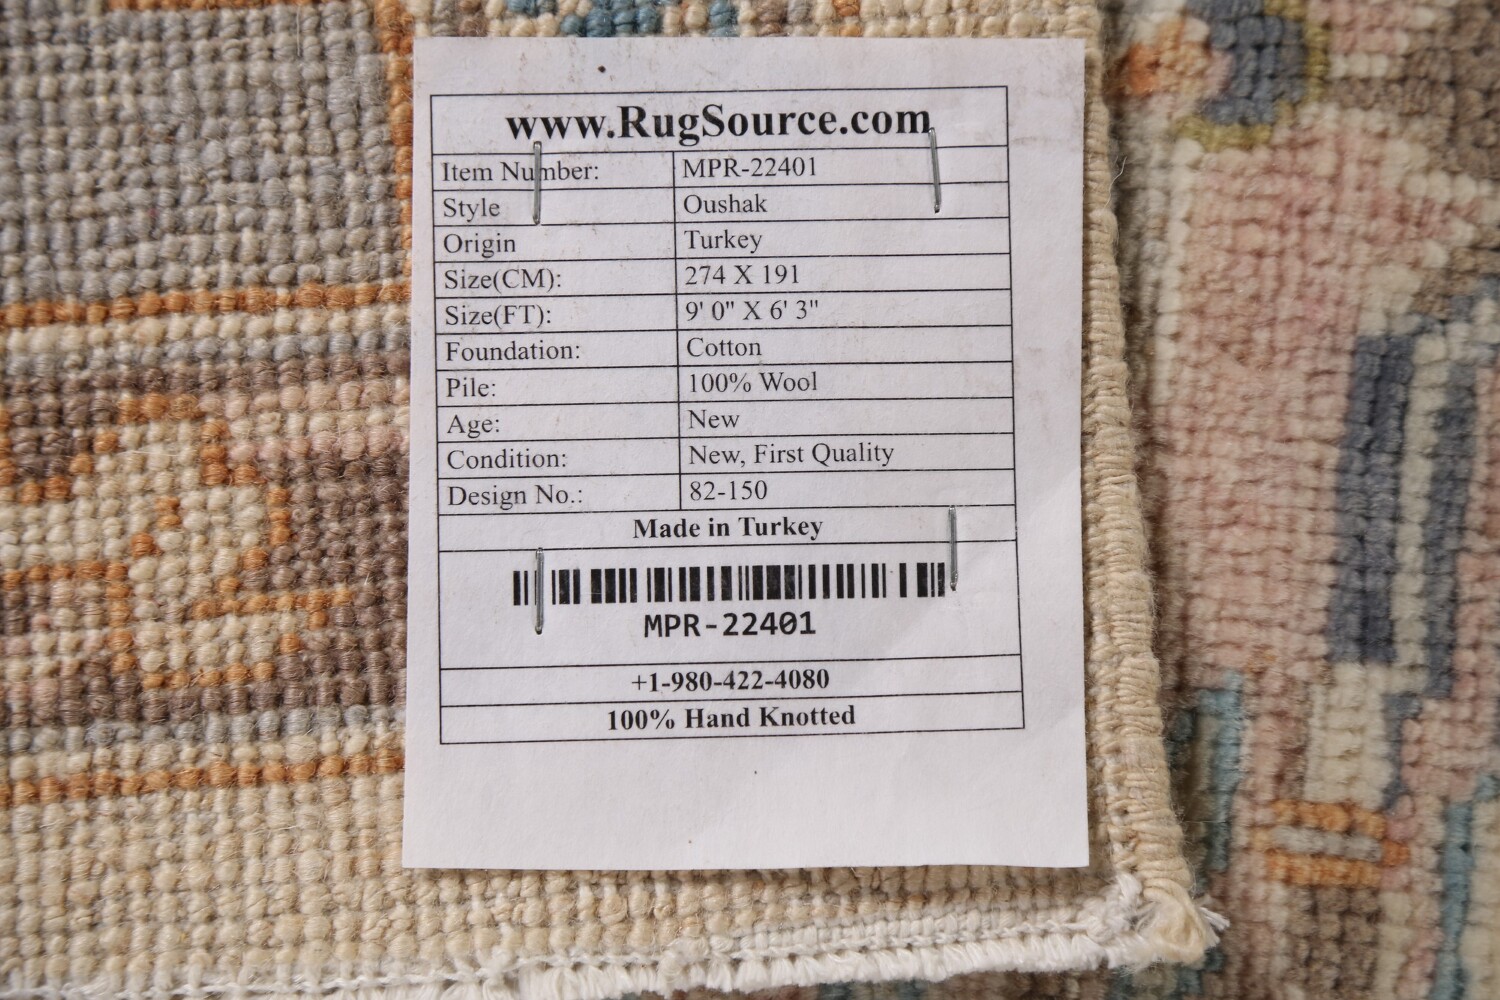 www.RugSource.com
Item Number: MPR-22401
Style Oushak
Origin Turkey
Size(CM): 274 X 191
Size(FT): 9' 0" X 6' 3"
Foundation: Cotton
Pile: 100% Wool
Age: New
Condition: New, First Quality
Design No.: 82-150
Made in Turkey
MPR-22401
+1-980-422-4080
100% Hand Knotted